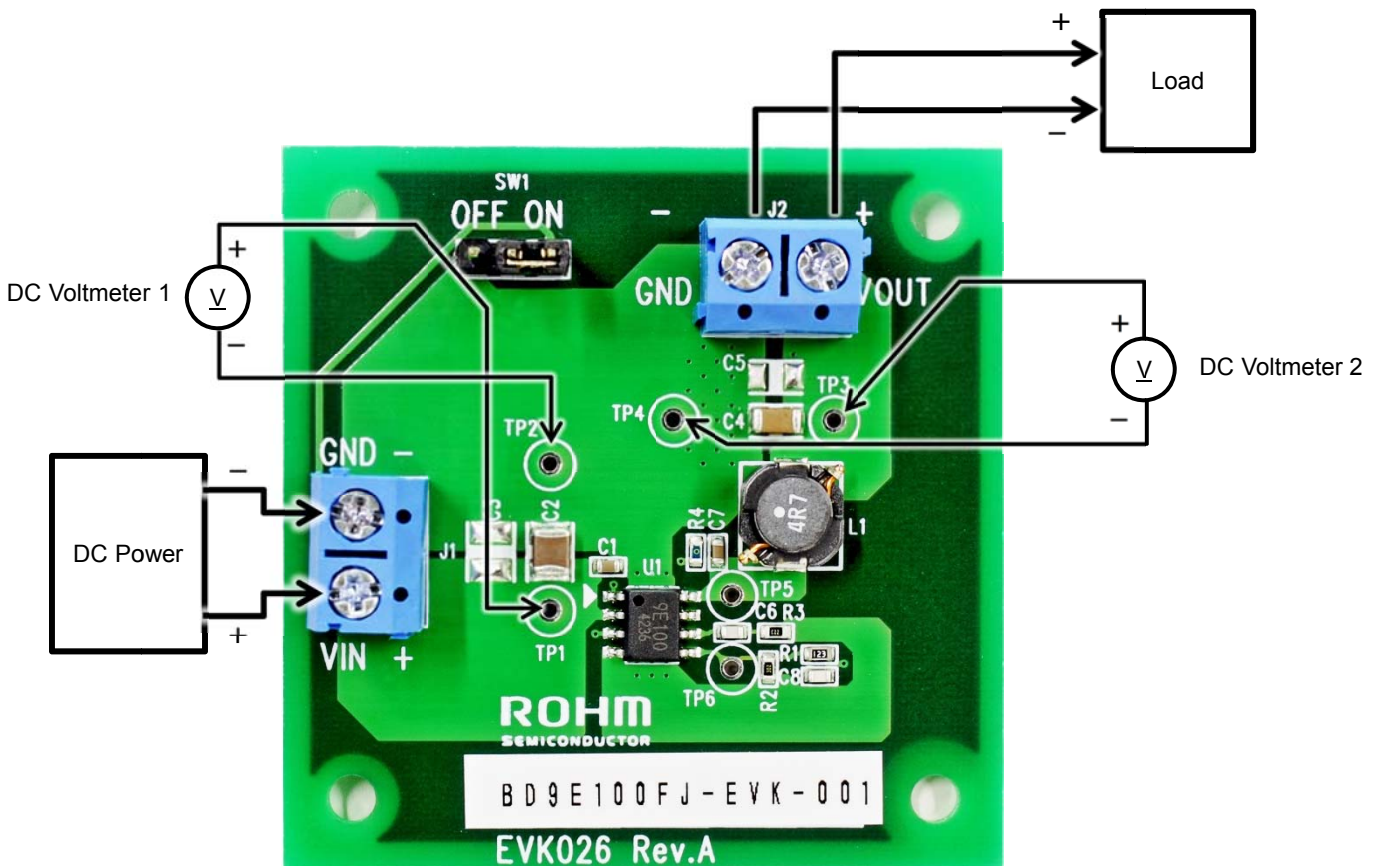 +
Load
−
SW1
OFF ON
- J2 +
GND VOUT
+
DC Voltmeter 1 V
−
+
V DC Voltmeter 2
−
C5
TP3
TP4 C4
TP2
GND -
−
DC Power
+
J1
C2
C1
U1
R4
C7
4R7
L1
TP5
C6 R3
9E100
4236
TP1
R1
C8
R2
TP6
VIN +
ROHM
SEMICONDUCTOR
BD9E100FJ-EVK-001
EVK026 Rev.A